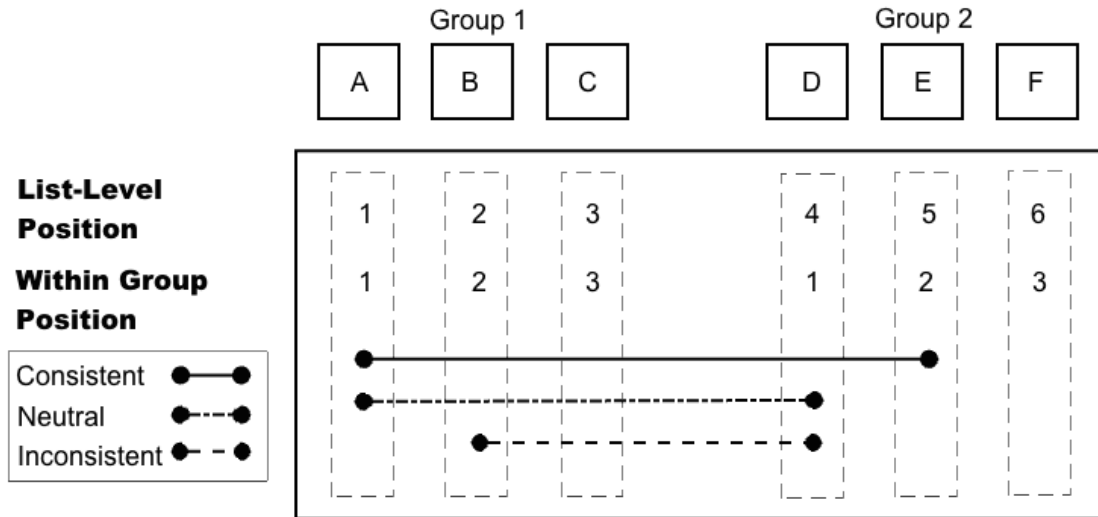 Group 1 Group 2
A B C D E F
List-Level
Position
1 2 3 4 5 6
Within Group
Position
1 2 3 1 2 3
Consistent
Neutral
Inconsistent